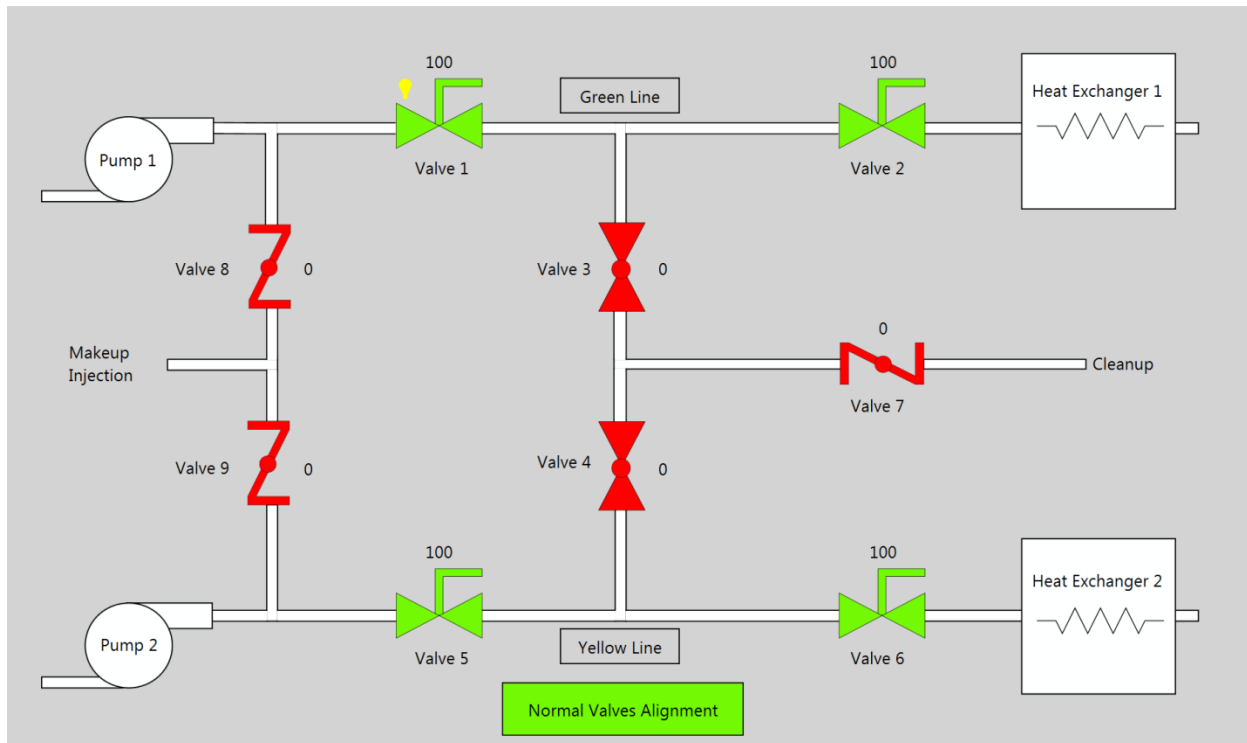 100
100
Green Line
Heat Exchanger 1
Pump 1
Valve 1
Valve 2
Valve 8
0
Valve 3
0
0
Makeup
Injection
Cleanup
Valve 7
Valve 9
0
Valve 4
0
100
100
Heat Exchanger 2
Pump 2
Valve 5
Yellow Line
Valve 6
Normal Valves Alignment